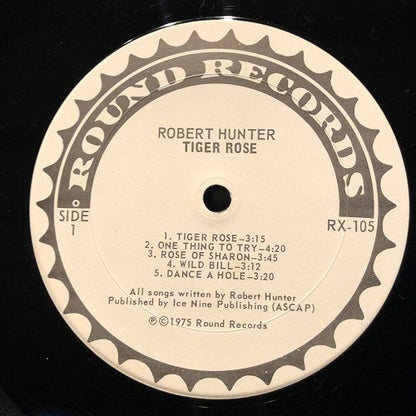 ROUND RECORDS
ROBERT HUNTER
TIGER ROSE
SIDE
1
RX-105
1. TIGER ROSE—3:15
2. ONE THING TO TRY—4:20
3. ROSE OF SHARON—3:45
4. WILD BILL—3:12
5. DANCE A HOLE—3:20
All songs written by Robert Hunter
Published by Ice Nine Publishing (ASCAP)
Ⓟ©1975 Round Records